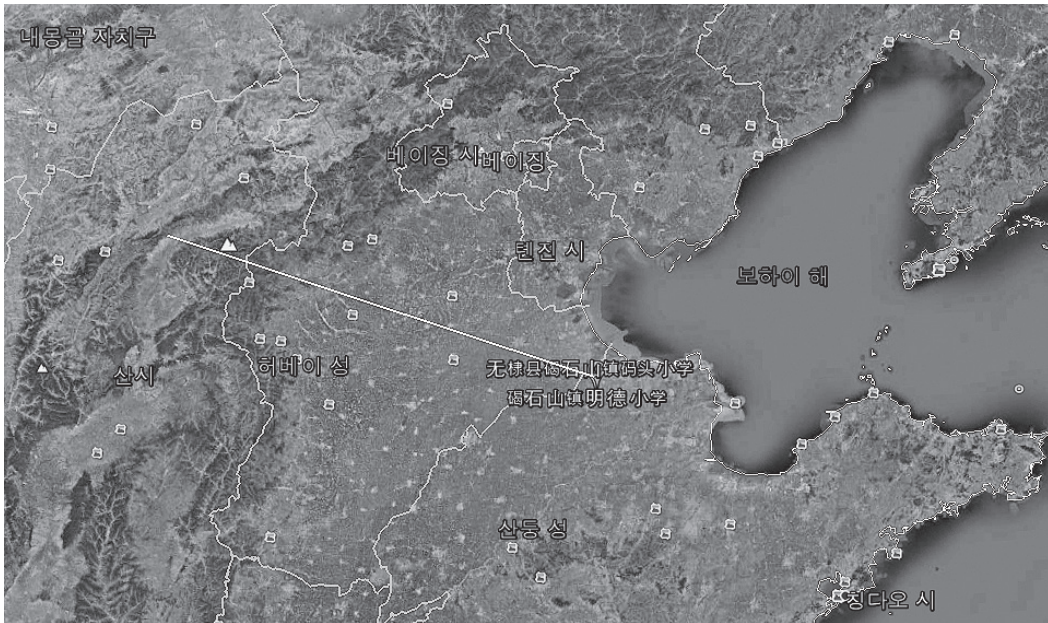 내몽골 자치구
베이징 시
베이징
톈진 시
보하이 해
산시
허베이 성
无棣县碣石山镇码头小学
碣石山镇明德小学
산둥 성
칭다오 시